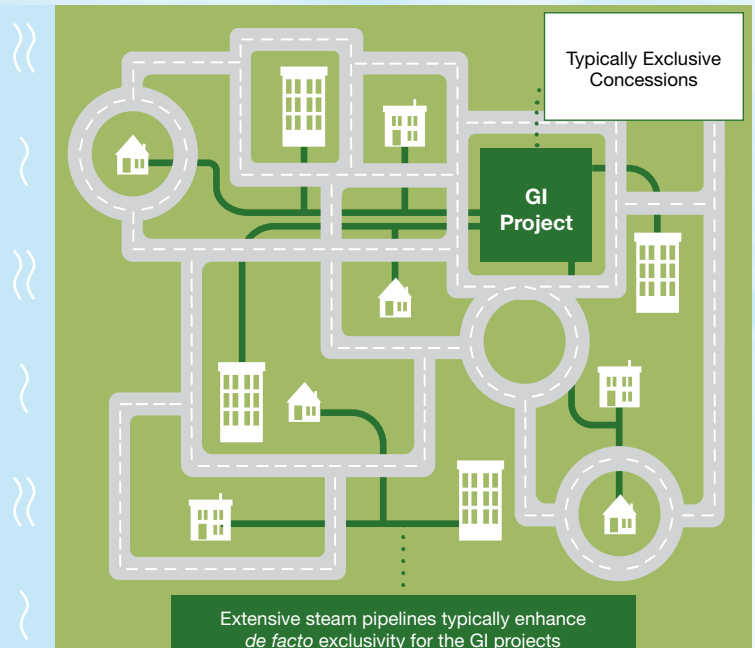 Typically Exclusive
Concessions
GI
Project
Extensive steam pipelines typically enhance
de facto exclusivity for the GI projects